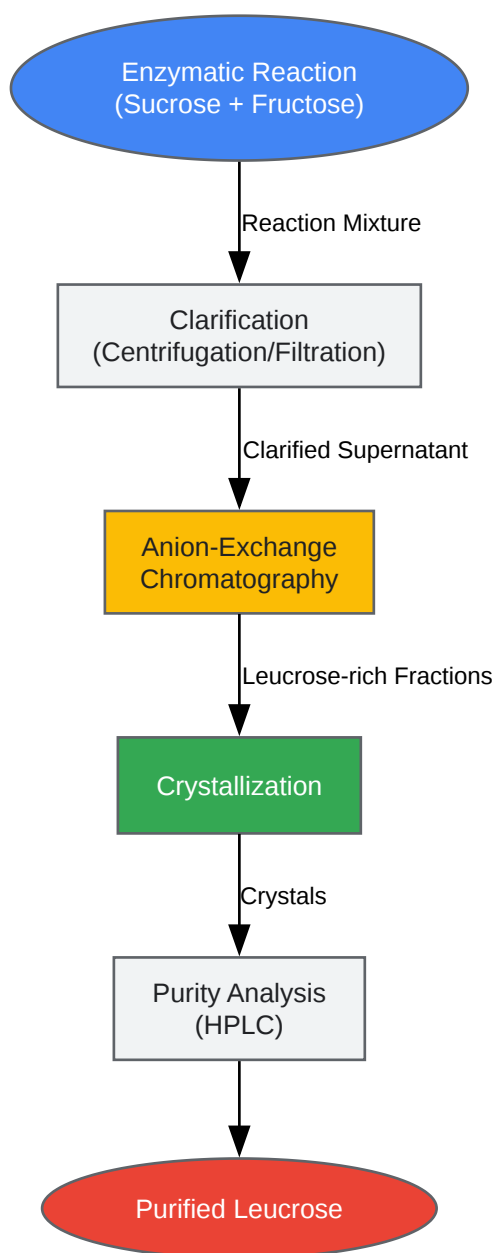 Enzymatic Reaction
(Sucrose + Fructose)
Reaction Mixture
Clarification
(Centrifugation/Filtration)
Clarified Supernatant
Anion-Exchange
Chromatography
Leucrose-rich Fractions
Crystallization
Crystals
Purity Analysis
(HPLC)
Purified Leucrose